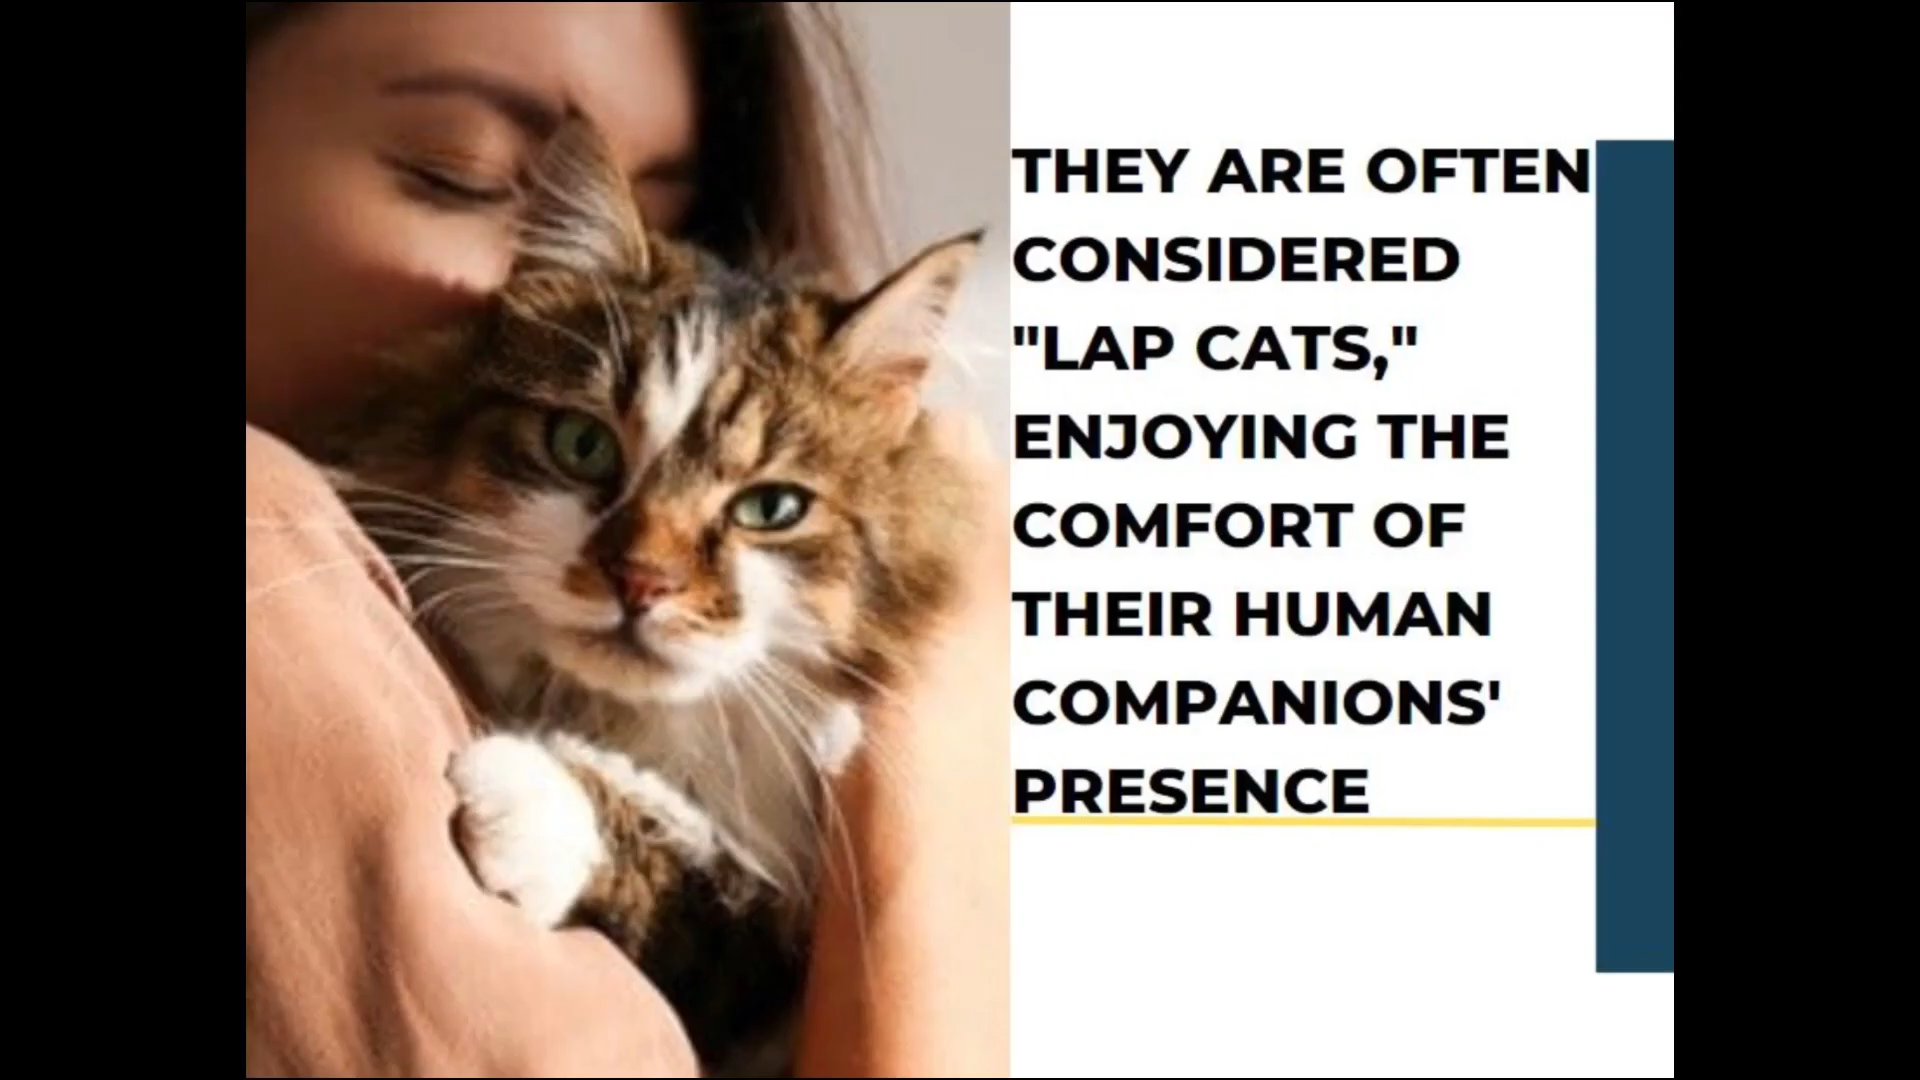 THEY ARE OFTEN
CONSIDERED
"LAP CATS,"
ENJOYING THE
COMFORT OF
THEIR HUMAN
COMPANIONS'
PRESENCE